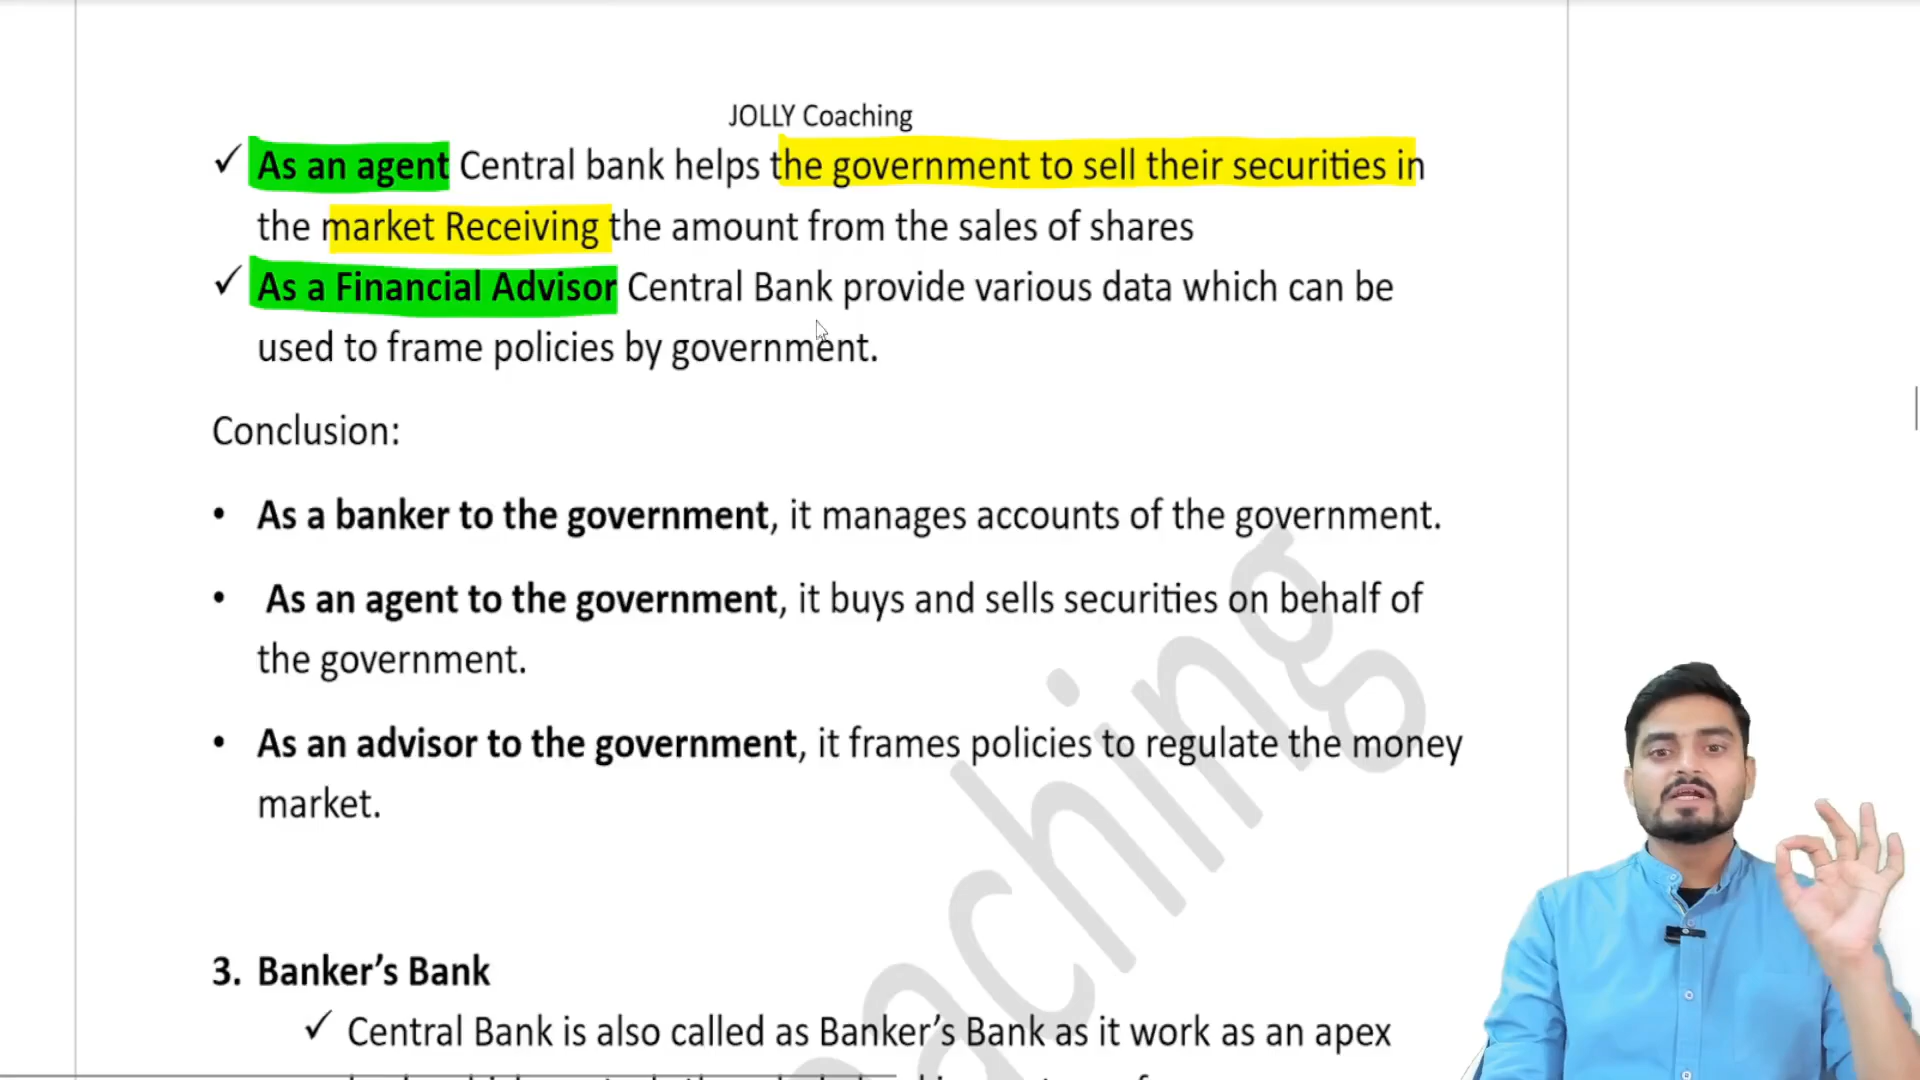 JOLLY Coaching
✓ As an agent Central bank helps the government to sell their securities in
the market Receiving the amount from the sales of shares
✓ As a Financial Advisor Central Bank provide various data which can be
used to frame policies by government.
Conclusion:
• As a banker to the government, it manages accounts of the government.
• As an agent to the government, it buys and sells securities on behalf of
the government.
• As an advisor to the government, it frames policies to regulate the money
market.
3. Banker’s Bank
✓ Central Bank is also called as Banker’s Bank as it work as an apex